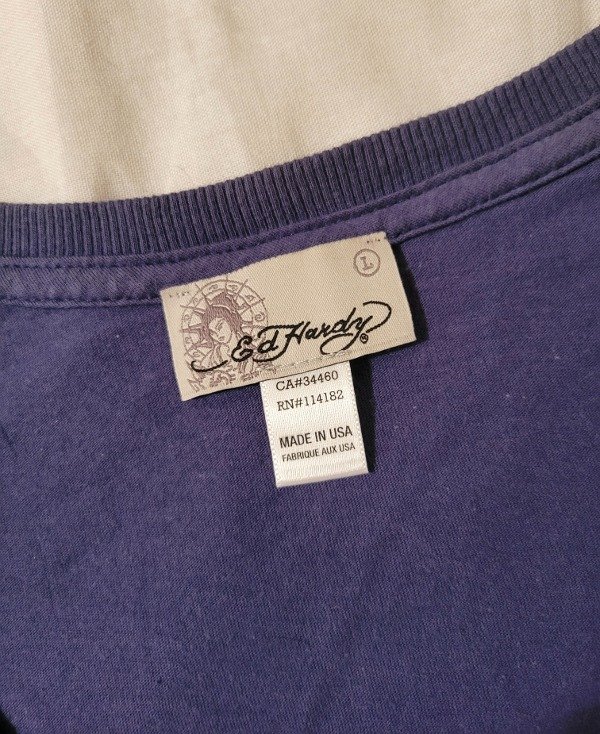 L
Ed Hardy
CA#34460
RN#114182
MADE IN USA
FABRIQUE AUX USA